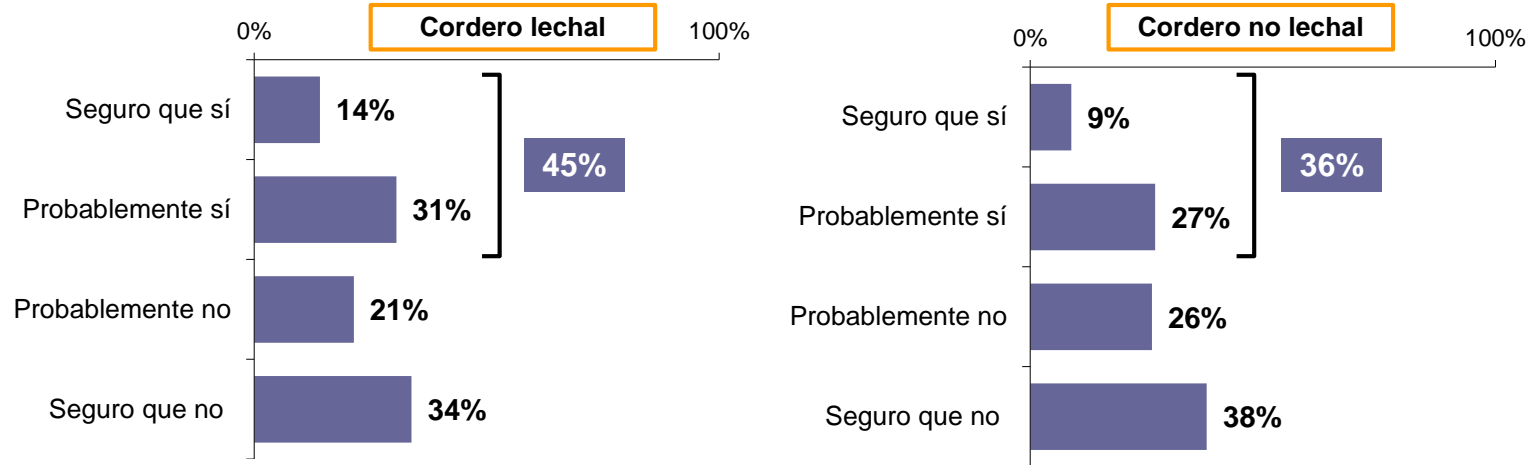 Cordero lechal
0%
100%
Seguro que sí
14%
Probablemente sí
31%
45%
Probablemente no
21%
Seguro que no
34%
Cordero no lechal
0%
100%
Seguro que sí
9%
Probablemente sí
27%
36%
Probablemente no
26%
Seguro que no
38%